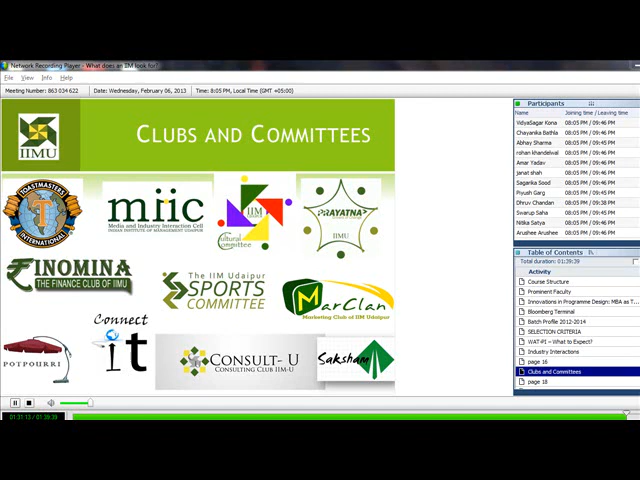 Network Recording Player - What does an IIM look for?
File View Info Help
Meeting Number: 863 034 622 Date: Wednesday, February 06, 2013 Time: 8:05 PM, Local Time (GMT +05:00)
IIMU
CLUBS AND COMMITTEES
TOASTMASTERS
T
INTERNATIONAL
miic
Media and Industry Interaction Cell
INDIAN INSTITUTE OF MANAGEMENT UDAIPUR
IIM
Cultural
Committee
PRAYATNA
IIMU
₹INOMINA
THE FINANCE CLUB OF IIMU
The IIM Udaipur
SPORTS
COMMITTEE
MarClan
Marketing Club of IIM Udaipur
POTPOURRI
Connect
it
CONSULT-U
CONSULTING CLUB IIM-U
Saksham
Participants
Name Joining time / Leaving time
VidyaSagar Kona 08:05 PM / 09:46 PM
Chayanika Bathla 08:05 PM / 09:46 PM
Abhay Sharma 08:05 PM / 09:46 PM
rohan khandelwal 08:05 PM / 09:46 PM
Amar Yadav 08:05 PM / 09:46 PM
janat shah 08:05 PM / 09:46 PM
Sagarika Sood 08:05 PM / 09:46 PM
Piyush Garg 08:05 PM / 09:45 PM
Dhruv Chandan 08:05 PM / 09:46 PM
Swarup Saha 08:05 PM / 09:45 PM
Nitika Satya 08:05 PM / 09:46 PM
Arushee Arushee 08:05 PM / 09:46 PM
Table of Contents
Total duration: 01:39:39
Activity
Course Structure
Prominent Faculty
Innovations in Programme Design: MBA as T...
Bloomberg Terminal
Batch Profile 2012-2014
SELECTION CRITERIA
WAT-PI – What to Expect?
Industry Interactions
page 16
Clubs and Committees
page 18
01:31:13 / 01:39:39